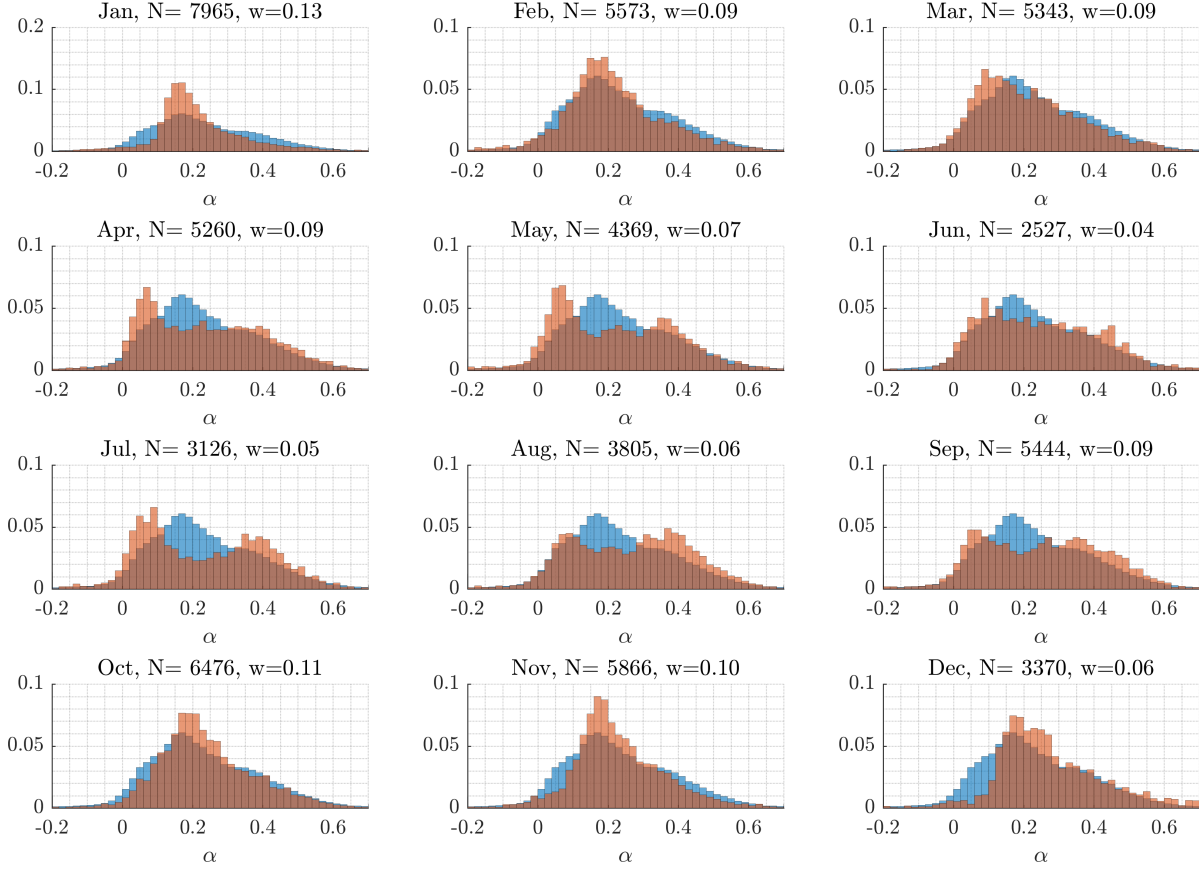 Jan, N= 7965, w=0.13
Feb, N= 5573, w=0.09
Mar, N= 5343, w=0.09
0.2
0.1
0
-0.2 0 0.2 0.4 0.6
α
0.1
0.05
0
-0.2 0 0.2 0.4 0.6
α
0.1
0.05
0
-0.2 0 0.2 0.4 0.6
α
Apr, N= 5260, w=0.09
May, N= 4369, w=0.07
Jun, N= 2527, w=0.04
0.1
0.05
0
-0.2 0 0.2 0.4 0.6
α
0.1
0.05
0
-0.2 0 0.2 0.4 0.6
α
0.1
0.05
0
-0.2 0 0.2 0.4 0.6
α
Jul, N= 3126, w=0.05
Aug, N= 3805, w=0.06
Sep, N= 5444, w=0.09
0.1
0.05
0
-0.2 0 0.2 0.4 0.6
α
0.1
0.05
0
-0.2 0 0.2 0.4 0.6
α
0.1
0.05
0
-0.2 0 0.2 0.4 0.6
α
Oct, N= 6476, w=0.11
Nov, N= 5866, w=0.10
Dec, N= 3370, w=0.06
0.1
0.05
0
-0.2 0 0.2 0.4 0.6
α
0.1
0.05
0
-0.2 0 0.2 0.4 0.6
α
0.1
0.05
0
-0.2 0 0.2 0.4 0.6
α